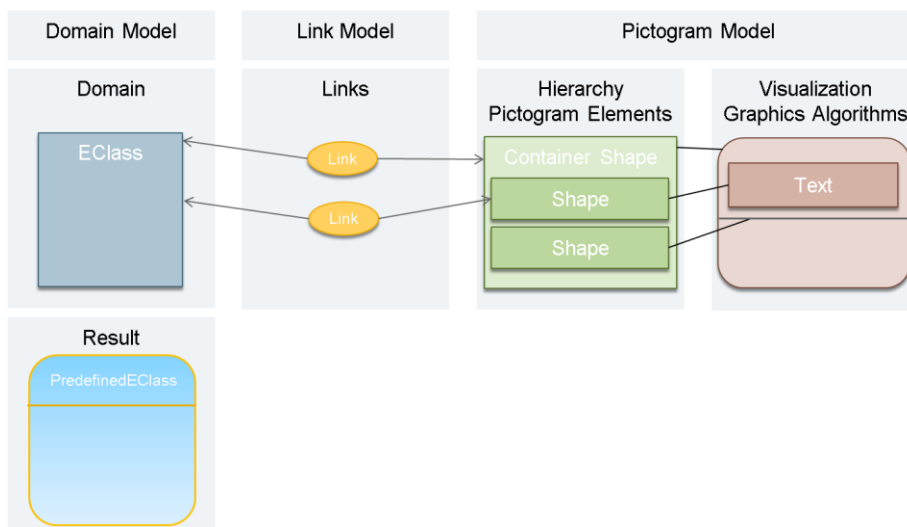 Domain Model
Link Model
Pictogram Model
Domain
Links
Hierarchy
Pictogram Elements
Visualization
Graphics Algorithms
EClass
Link
Container Shape
Text
Shape
Link
Shape
Result
PredefinedEClass